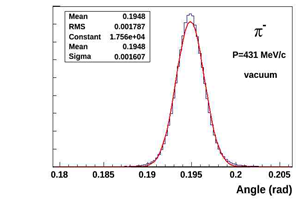 Mean 0.1948
RMS 0.001787
Constant 1.756e+04
Mean 0.1948
Sigma 0.001607
π-
P=431 MeV/c
vacuum
0.18 0.185 0.19 0.195 0.2 0.205
Angle (rad)